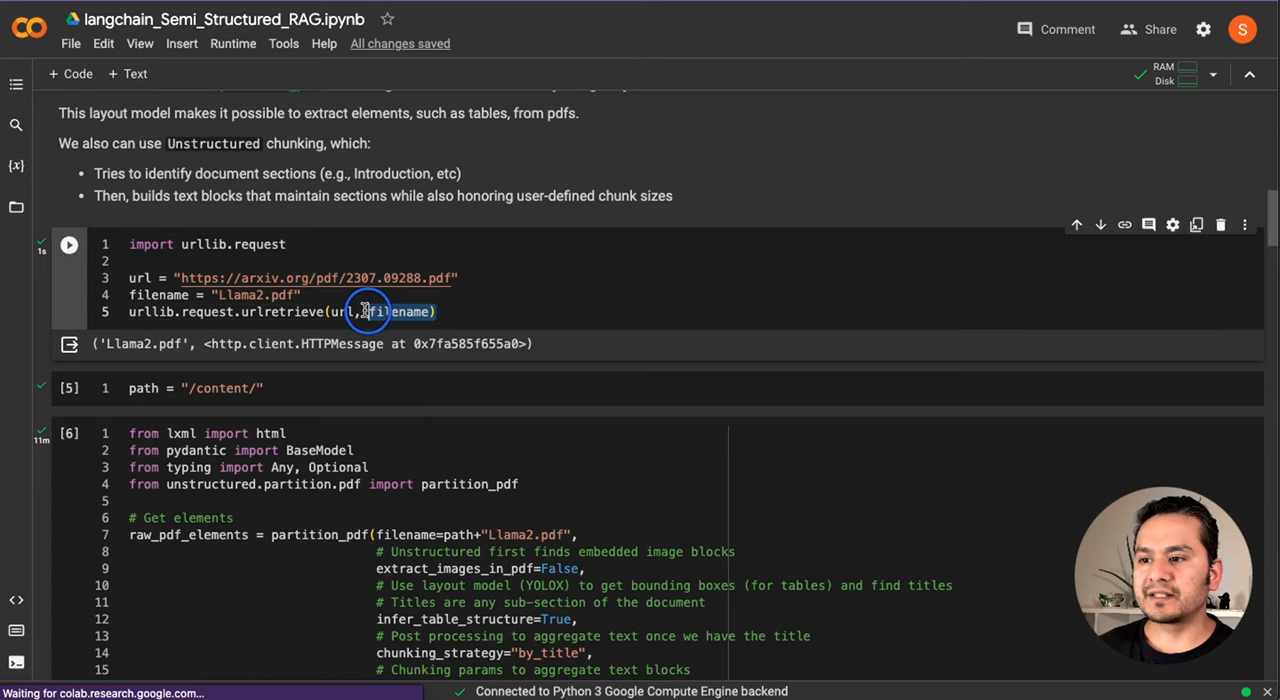 langchain_Semi_Structured_RAG.ipynb
File Edit View Insert Runtime Tools Help All changes saved
Comment Share S
+ Code + Text
RAM
Disk
This layout model makes it possible to extract elements, such as tables, from pdfs.
We also can use Unstructured chunking, which:
• Tries to identify document sections (e.g., Introduction, etc)
• Then, builds text blocks that maintain sections while also honoring user-defined chunk sizes
1s
1 import urllib.request
2
3 url = "https://arxiv.org/pdf/2307.09288.pdf"
4 filename = "Llama2.pdf"
5 urllib.request.urlretrieve(url, filename)
('Llama2.pdf', <http.client.HTTPMessage at 0x7fa585f655a0>)
[5] 1 path = "/content/"
11m
[6] 1 from lxml import html
2 from pydantic import BaseModel
3 from typing import Any, Optional
4 from unstructured.partition.pdf import partition_pdf
5
6 # Get elements
7 raw_pdf_elements = partition_pdf(filename=path+"Llama2.pdf",
8 # Unstructured first finds embedded image blocks
9 extract_images_in_pdf=False,
10 # Use layout model (YOLOX) to get bounding boxes (for tables) and find titles
11 # Titles are any sub-section of the document
12 infer_table_structure=True,
13 # Post processing to aggregate text once we have the title
14 chunking_strategy="by_title",
15 # Chunking params to aggregate text blocks
Waiting for colab.research.google.com...
Connected to Python 3 Google Compute Engine backend